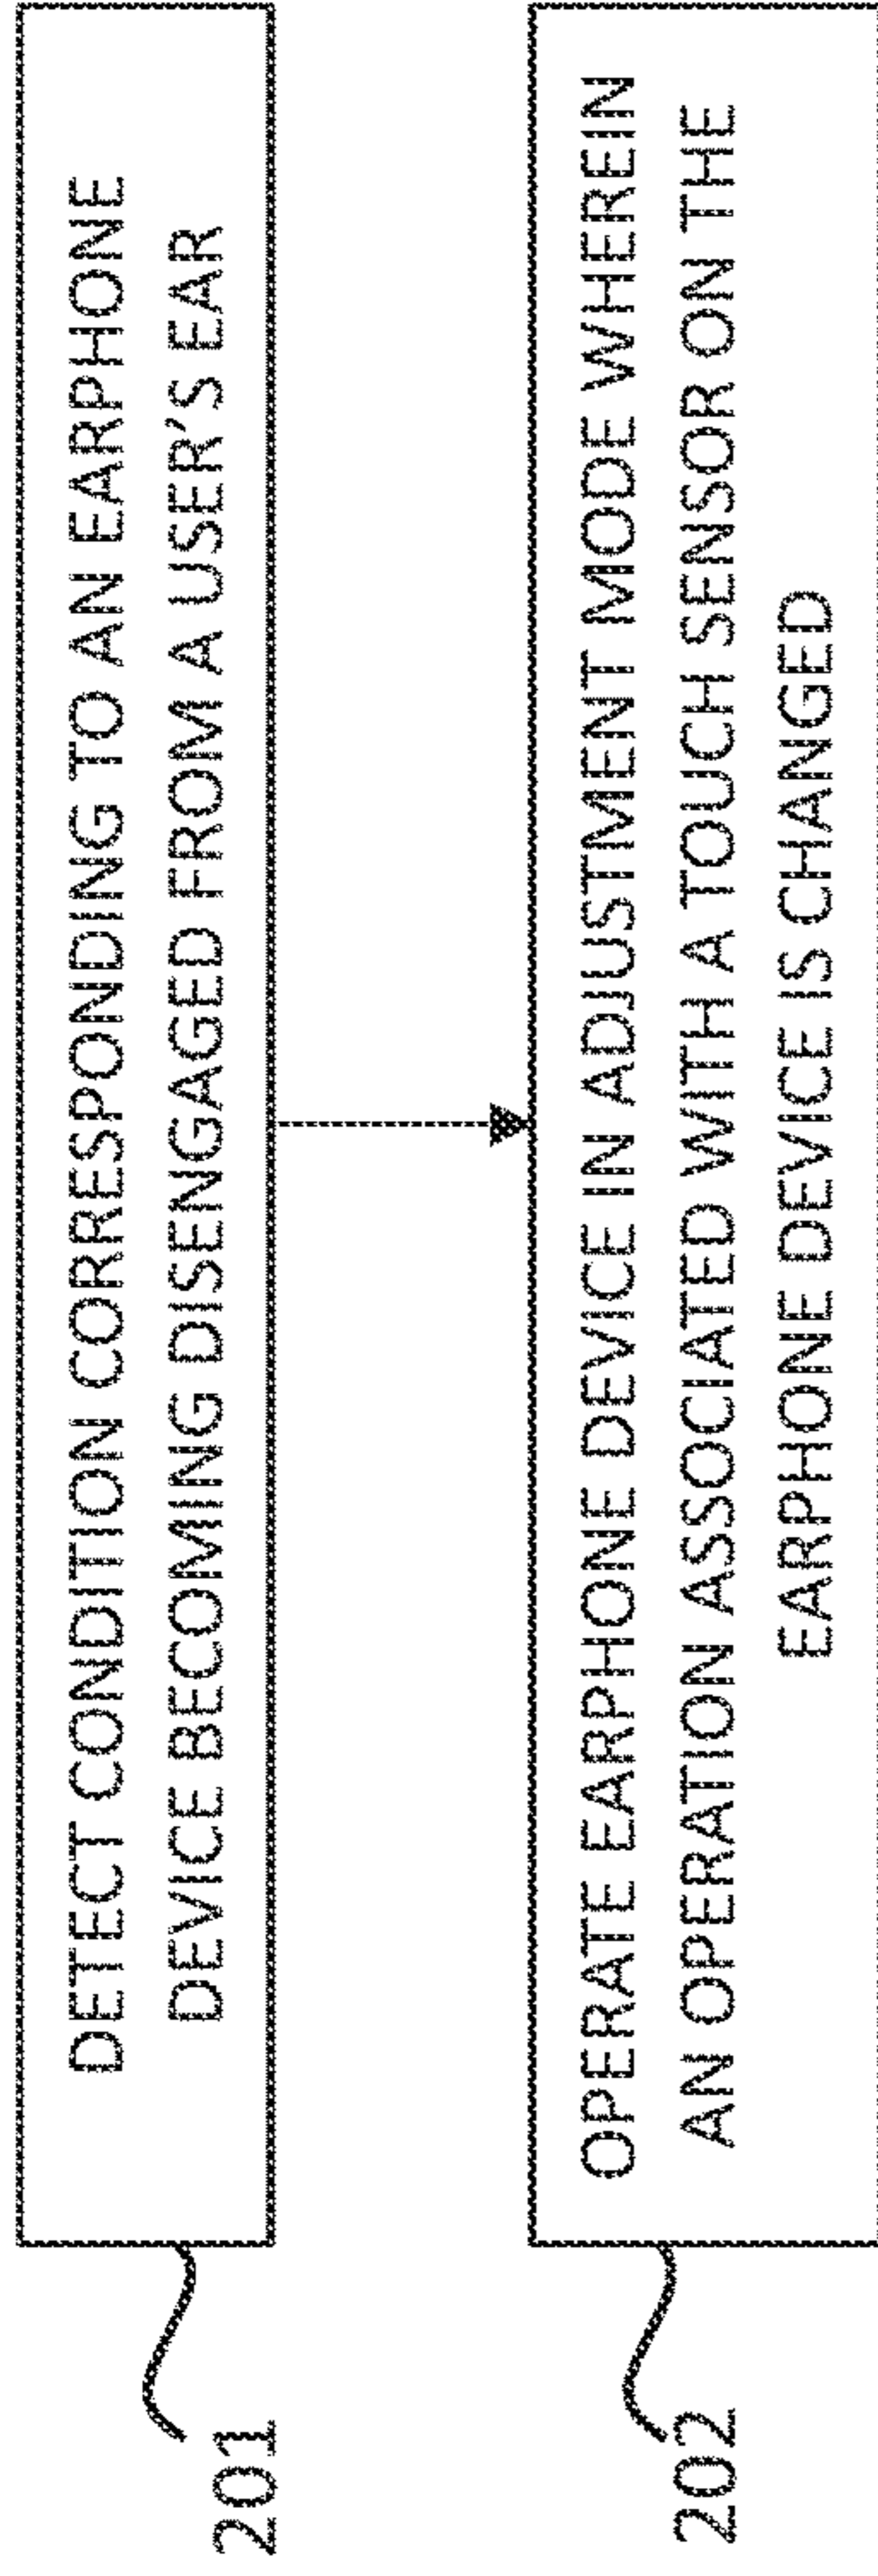 DETECT CONDITION CORRESPONDING TO AN EARPHONE
DEVICE BECOMING DISENGAGED FROM A USER'S EAR
201
OPERATE EARPHONE DEVICE IN ADJUSTMENT MODE WHEREIN
AN OPERATION ASSOCIATED WITH A TOUCH SENSOR ON THE
EARPHONE DEVICE IS CHANGED
202